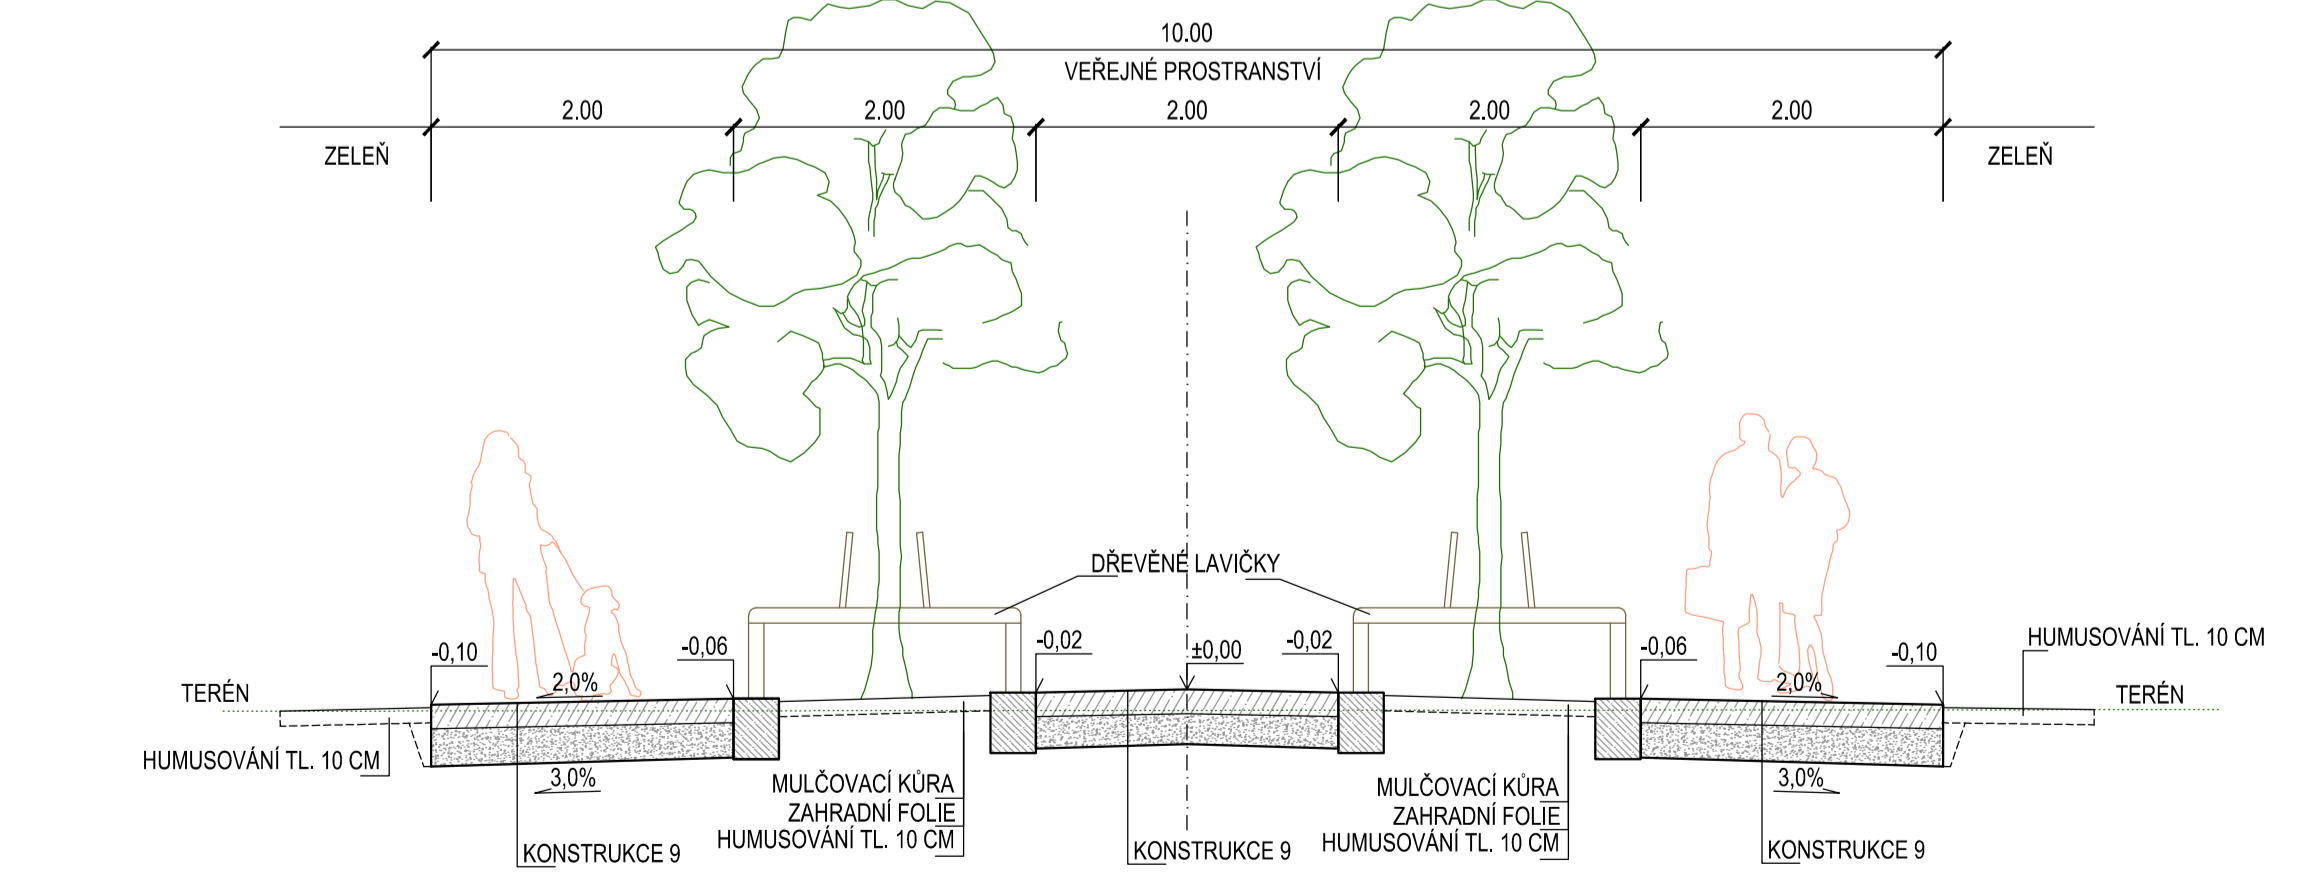 10.00
VEŘEJNÉ PROSTRANSTVÍ
2.00 2.00 2.00 2.00 2.00
ZELEŇ ZELEŇ
DŘEVĚNÉ LAVIČKY
-0,10 -0,06 -0,02 ±0,00 -0,02 -0,06 -0,10
HUMUSOVÁNÍ TL. 10 CM
TERÉN 2,0% 2,0% TERÉN
HUMUSOVÁNÍ TL. 10 CM
3,0% 3,0%
MULČOVACÍ KŮRA
ZAHRADNÍ FOLIE
HUMUSOVÁNÍ TL. 10 CM
MULČOVACÍ KŮRA
ZAHRADNÍ FOLIE
HUMUSOVÁNÍ TL. 10 CM
KONSTRUKCE 9 KONSTRUKCE 9 KONSTRUKCE 9